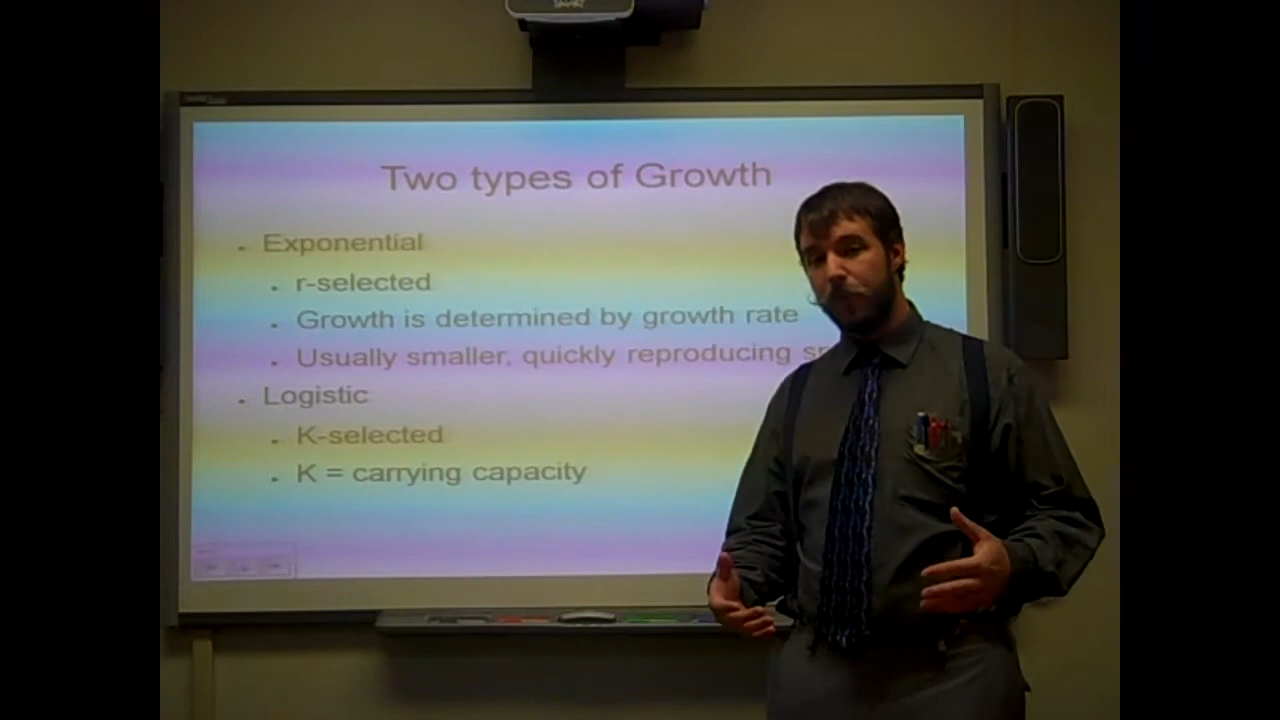 Two types of Growth
Exponential
r-selected
Growth is determined by growth rate
Usually smaller, quickly reproducing
Logistic
K-selected
K = carrying capacity